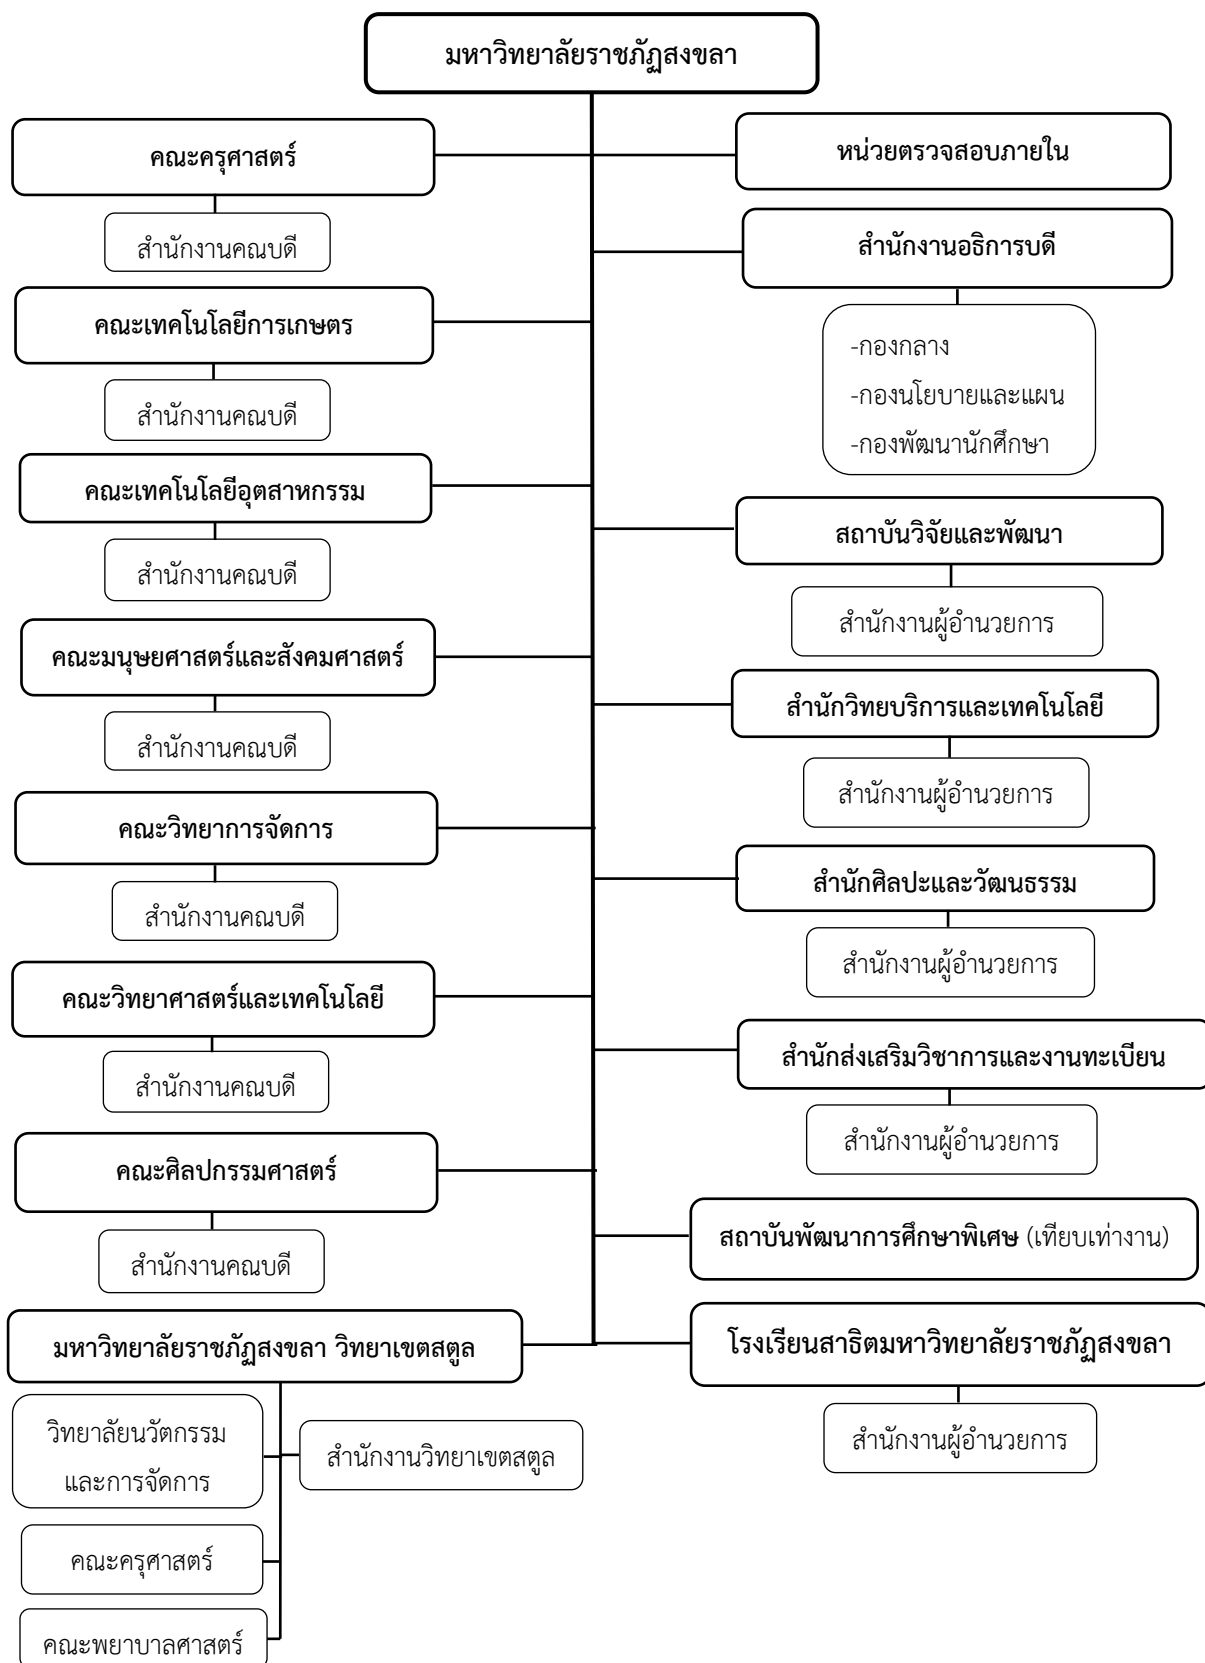 มหาวิทยาลัยราชภัฏสงขลา
คณะครุศาสตร์
สำนักงานคณบดี
คณะเทคโนโลยีการเกษตร
สำนักงานคณบดี
คณะเทคโนโลยีอุตสาหกรรม
สำนักงานคณบดี
คณะมนุษยศาสตร์และสังคมศาสตร์
สำนักงานคณบดี
คณะวิทยาการจัดการ
สำนักงานคณบดี
คณะวิทยาศาสตร์และเทคโนโลยี
สำนักงานคณบดี
คณะศิลปกรรมศาสตร์
สำนักงานคณบดี
มหาวิทยาลัยราชภัฏสงขลา วิทยาเขตสตูล
วิทยาลัยนวัตกรรม
และการจัดการ
สำนักงานวิทยาเขตสตูล
คณะครุศาสตร์
คณะพยาบาลศาสตร์
หน่วยตรวจสอบภายใน
สำนักงานอธิการบดี
-กองกลาง
-กองนโยบายและแผน
-กองพัฒนานักศึกษา
สถาบันวิจัยและพัฒนา
สำนักงานผู้อำนวยการ
สำนักวิทยบริการและเทคโนโลยี
สำนักงานผู้อำนวยการ
สำนักศิลปะและวัฒนธรรม
สำนักงานผู้อำนวยการ
สำนักส่งเสริมวิชาการและงานทะเบียน
สำนักงานผู้อำนวยการ
สถาบันพัฒนาการศึกษาพิเศษ (เทียบเท่างาน)
โรงเรียนสาธิตมหาวิทยาลัยราชภัฏสงขลา
สำนักงานผู้อำนวยการ